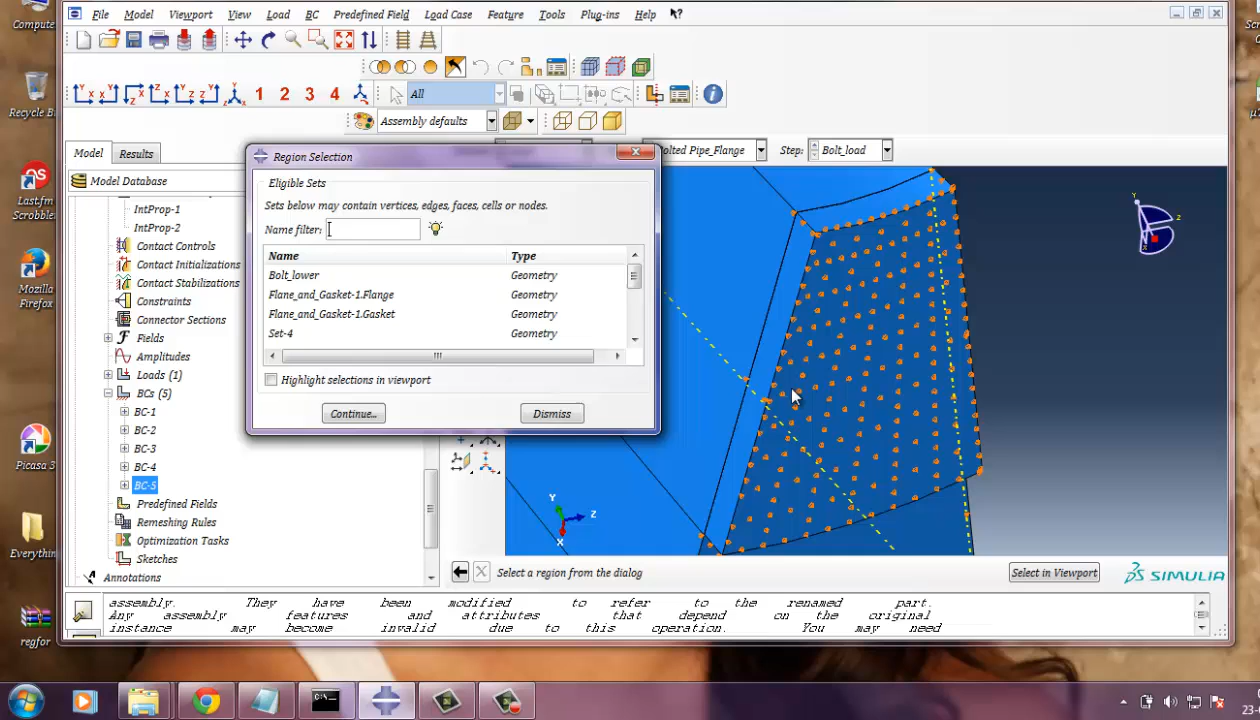 Compute
File Model Viewport View Load BC Predefined Field Load Case Feature Tools Plug-ins Help
Recycle B
1 2 3 4 All
Assembly defaults
Model Results
Region Selection
olted Pipe_Flange Step: Bolt_load
Model Database
Eligible Sets
IntProp-1
Sets below may contain vertices, edges, faces, cells or nodes.
IntProp-2
Name filter:
Last.fm
Scrobble
Contact Controls
Name Type
Contact Initializations
Bolt_lower Geometry
Contact Stabilizations
Flane_and_Gasket-1.Flange Geometry
Mozilla
Firefox
Constraints
Flane_and_Gasket-1.Gasket Geometry
Connector Sections
Set-4 Geometry
Fields
Amplitudes
Loads (1)
Highlight selections in viewport
BCs (5)
BC-1
Continue... Dismiss
BC-2
BC-3
BC-4
Picasa 3
BC-5
Predefined Fields
Remeshing Rules
Optimization Tasks
Sketches
Annotations
Y
Z
X
Everythin
Select a region from the dialog Select in Viewport SIMULIA
assembly. They have been modified to refer to the renamed part.
Any assembly features and attributes that depend on the original
instance may become invalid due to this operation. You may need
regfor
C:\.
23-